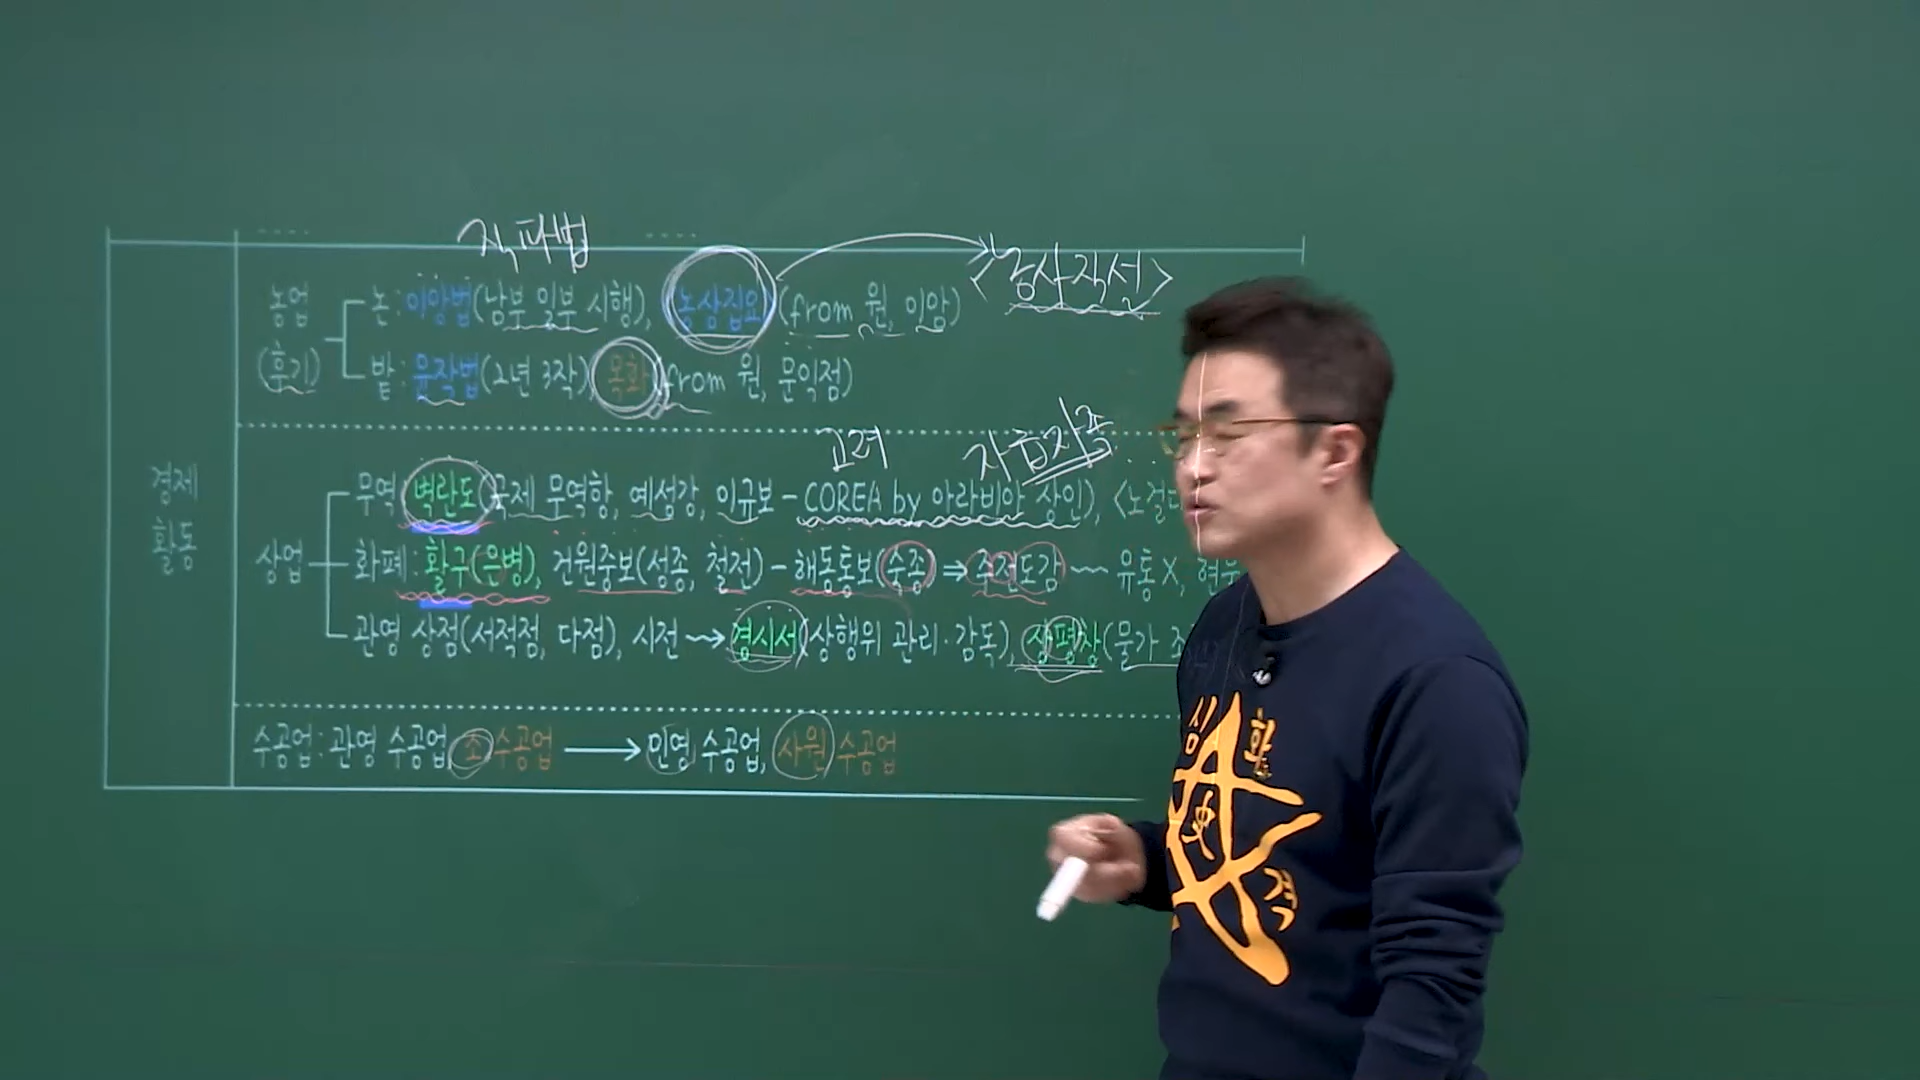 직파법
논: 이앙법(남부 일부 시행), 농상집요(from 원, 이암) <농사직서>
농업
(후기)
밭: 윤작법(2년 3작) 목화(from 원, 문익점)
고려 자급자족
경제
활동
무역: 벽란도(국제 무역항, 예성강, 이규보 - COREA by 아라비아 상인), <노걸
상업
화폐: 활구(은병), 건원중보(성종, 철전) - 해동통보(숙종) ⇒ 주전도감 ~~ 유통X, 현
관영 상점(서적점, 다점), 시전 ⇝ 경시서(상행위 관리·감독), 상평창(물가 조
수공업: 관영 수공업, 소 수공업 → 민영 수공업, 사원 수공업
심 화
史
격